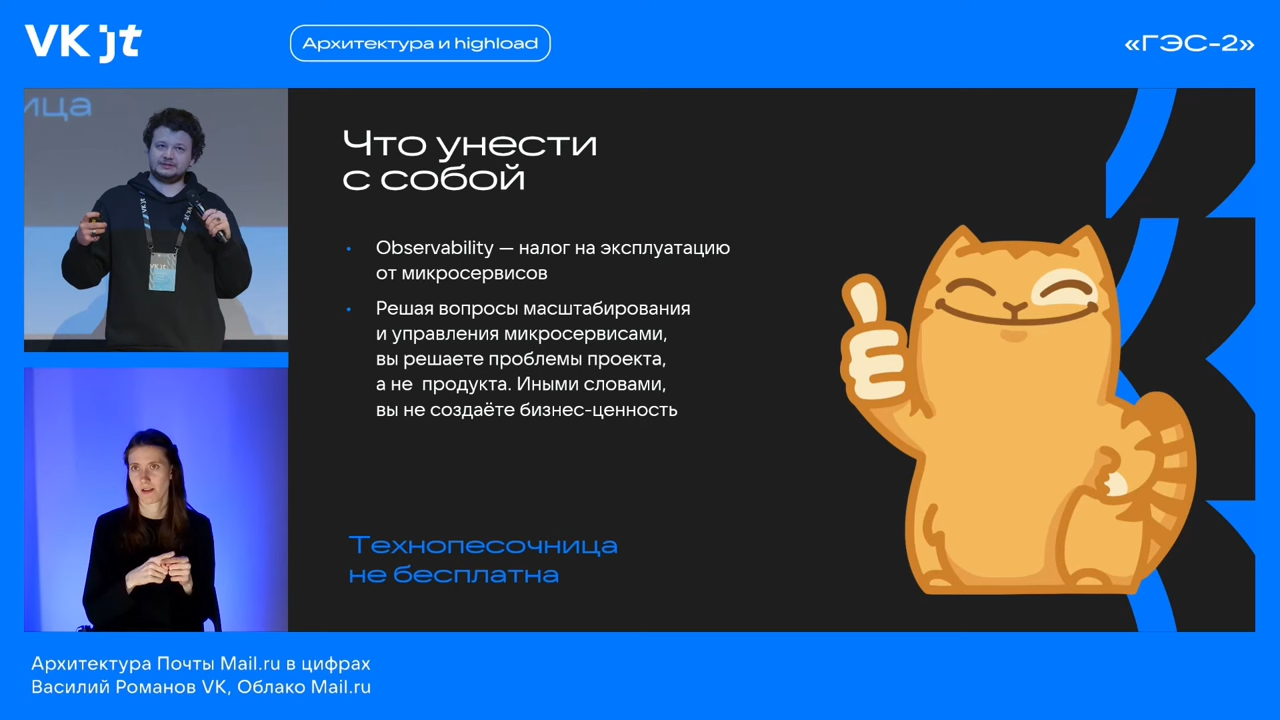 VK jt
Архитектура и highload
«ГЭС-2»
ица
Что унести
с собой
• Observability — налог на эксплуатацию
от микросервисов
• Решая вопросы масштабирования
и управления микросервисами,
вы решаете проблемы проекта,
а не продукта. Иными словами,
вы не создаёте бизнес-ценность
Технопесочница
не бесплатна
Архитектура Почты Mail.ru в цифрах
Василий Романов VK, Облако Mail.ru